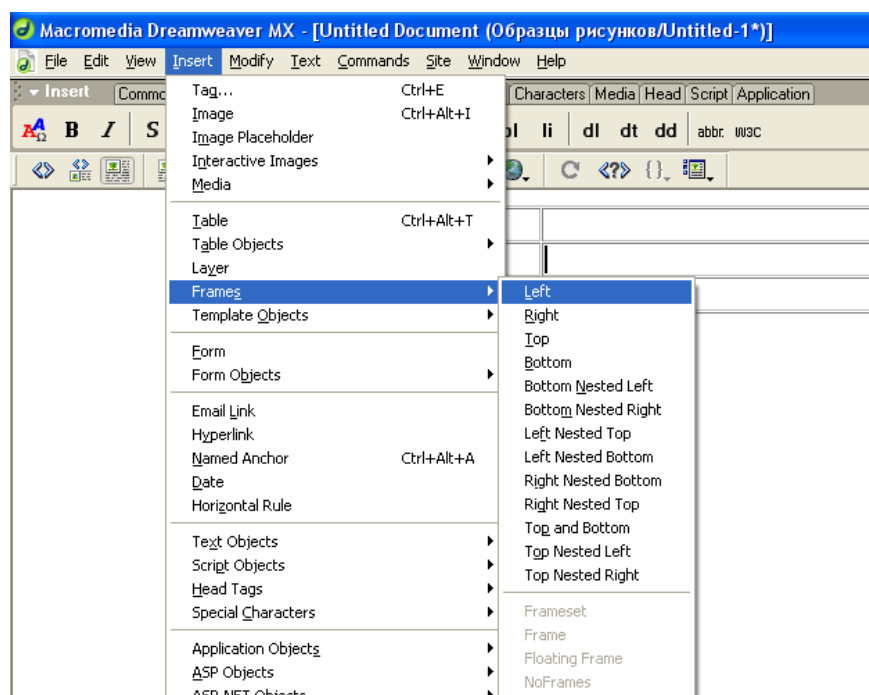 Macromedia Dreamweaver MX - [Untitled Document (Образцы рисунков/Untitled-1*)]
File Edit View Insert Modify Text Commands Site Window Help
Insert Characters Media Head Script Application
B I S li dl dt dd abbr. W3C
Tag... Ctrl+E
Image Ctrl+Alt+I
Image Placeholder
Interactive Images
Media
Table Ctrl+Alt+T
Table Objects
Layer
Frames
Template Objects
Form
Form Objects
Email Link
Hyperlink
Named Anchor Ctrl+Alt+A
Date
Horizontal Rule
Text Objects
Script Objects
Head Tags
Special Characters
Application Objects
ASP Objects
ASP.NET Objects
Left
Right
Top
Bottom
Bottom Nested Left
Bottom Nested Right
Left Nested Top
Left Nested Bottom
Right Nested Bottom
Right Nested Top
Top and Bottom
Top Nested Left
Top Nested Right
Frameset
Frame
Floating Frame
NoFrames